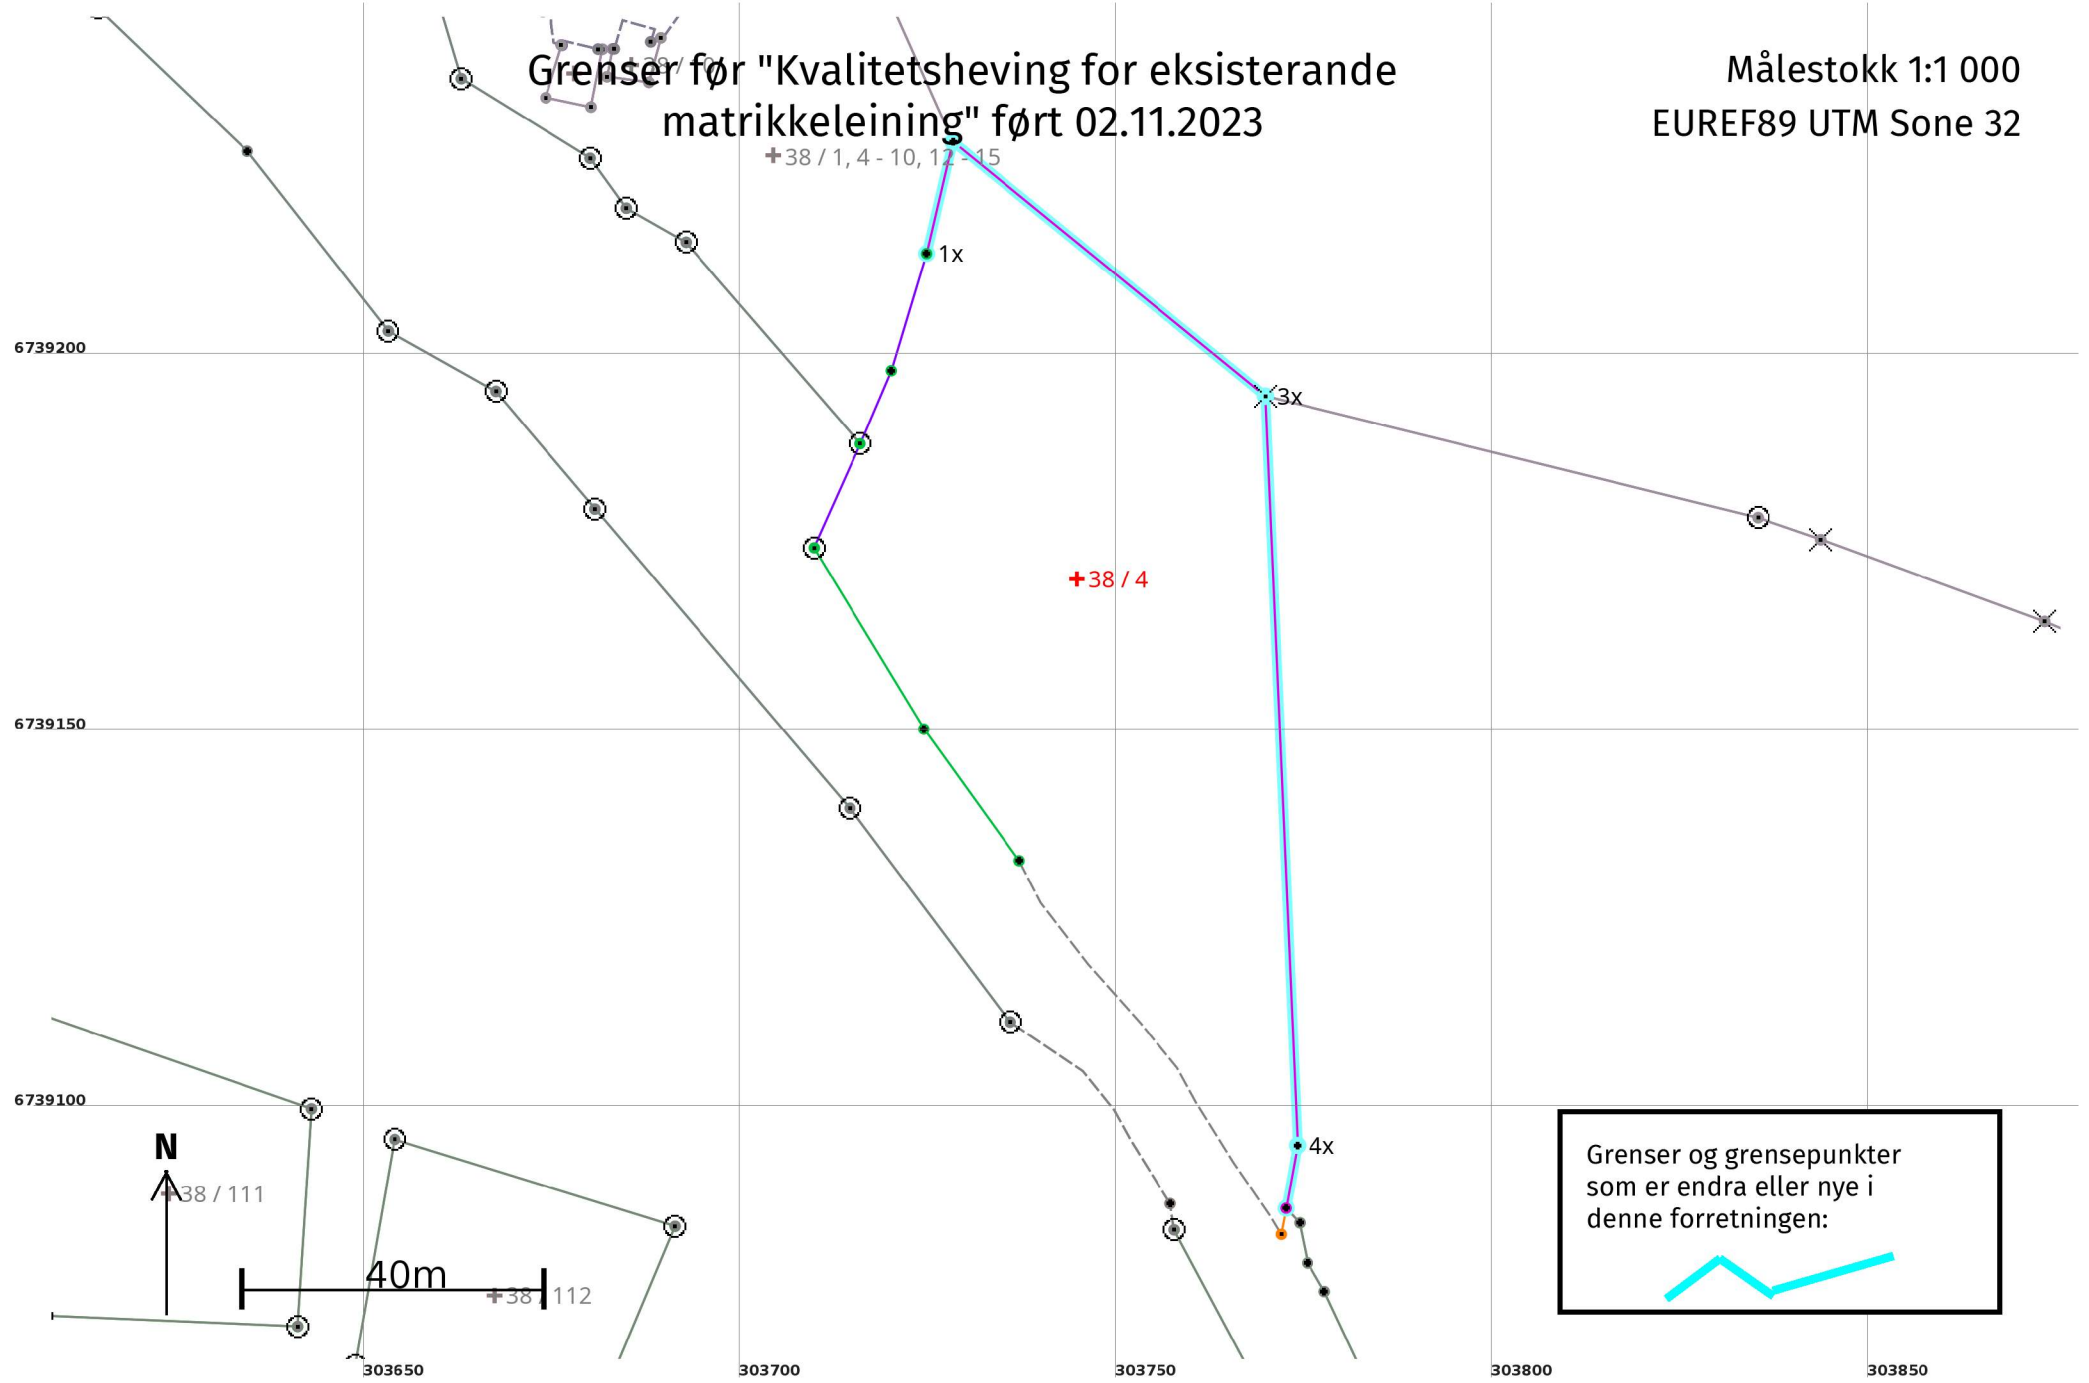 Grenser før "Kvalitetsheving for eksisterande
matrikkeleining" ført 02.11.2023
Målestokk 1:1 000
EUREF89 UTM Sone 32
38 / 1, 4 - 10, 12 - 15
1x
6739200
3x
38 / 4
6739150
6739100
4x
N
38 / 111
40m
38 / 112
Grenser og grensepunkter
som er endra eller nye i
denne forretningen:
303650
303700
303750
303800
303850